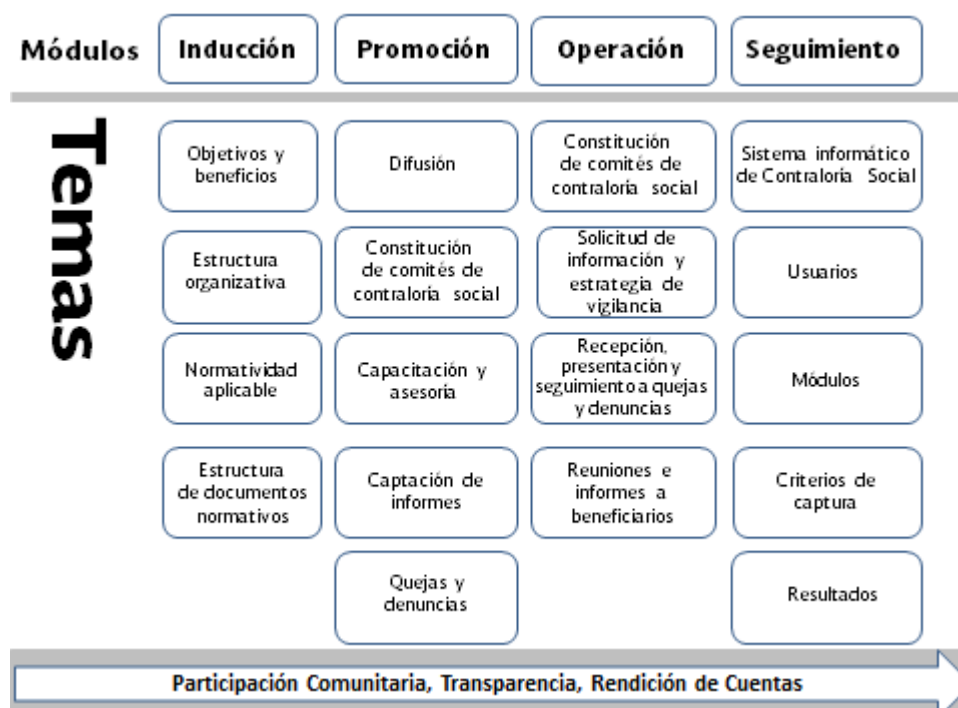 Módulos
Inducción
Promoción
Operación
Seguimiento
Temas
Objetivos y
beneficios
Difusión
Constitución
de comités de
contraloría social
Sistema informático
de Contraloría Social
Estructura
organizativa
Constitución
de comités de
contraloría social
Solicitud de
información y
estrategia de
vigilancia
Usuarios
Normatividad
aplicable
Capacitación y
asesoría
Recepción,
presentación y
seguimiento a quejas
y denuncias
Módulos
Estructura
de documentos
normativos
Captación de
informes
Reuniones e
informes a
beneficiarios
Criterios de
captura
Quejas y
denuncias
Resultados
Participación Comunitaria, Transparencia, Rendición de Cuentas